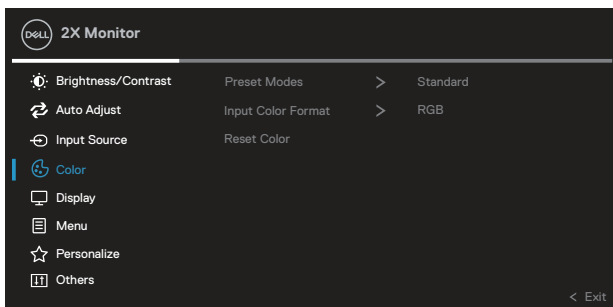 DELL 2X Monitor
Brightness/Contrast Preset Modes > Standard
Auto Adjust Input Color Format > RGB
Input Source Reset Color
Color
Display
Menu
Personalize
Others
< Exit